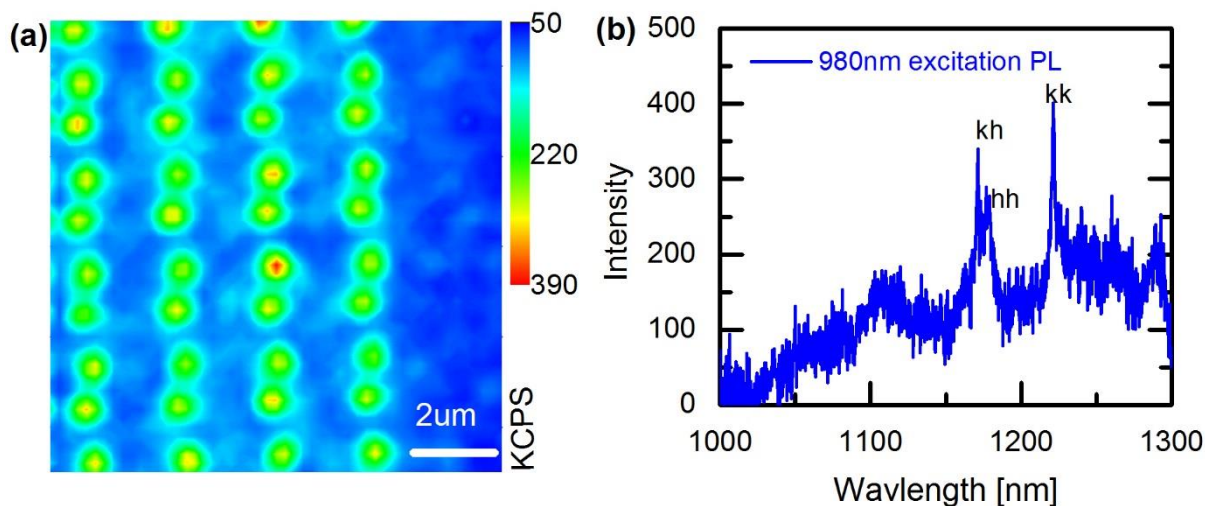 (a)
50
220
390
KCPS
2um
(b)
500
400
300
200
100
0
Intensity
980nm excitation PL
kh
hh
kk
1000
1100
1200
1300
Wavlength [nm]